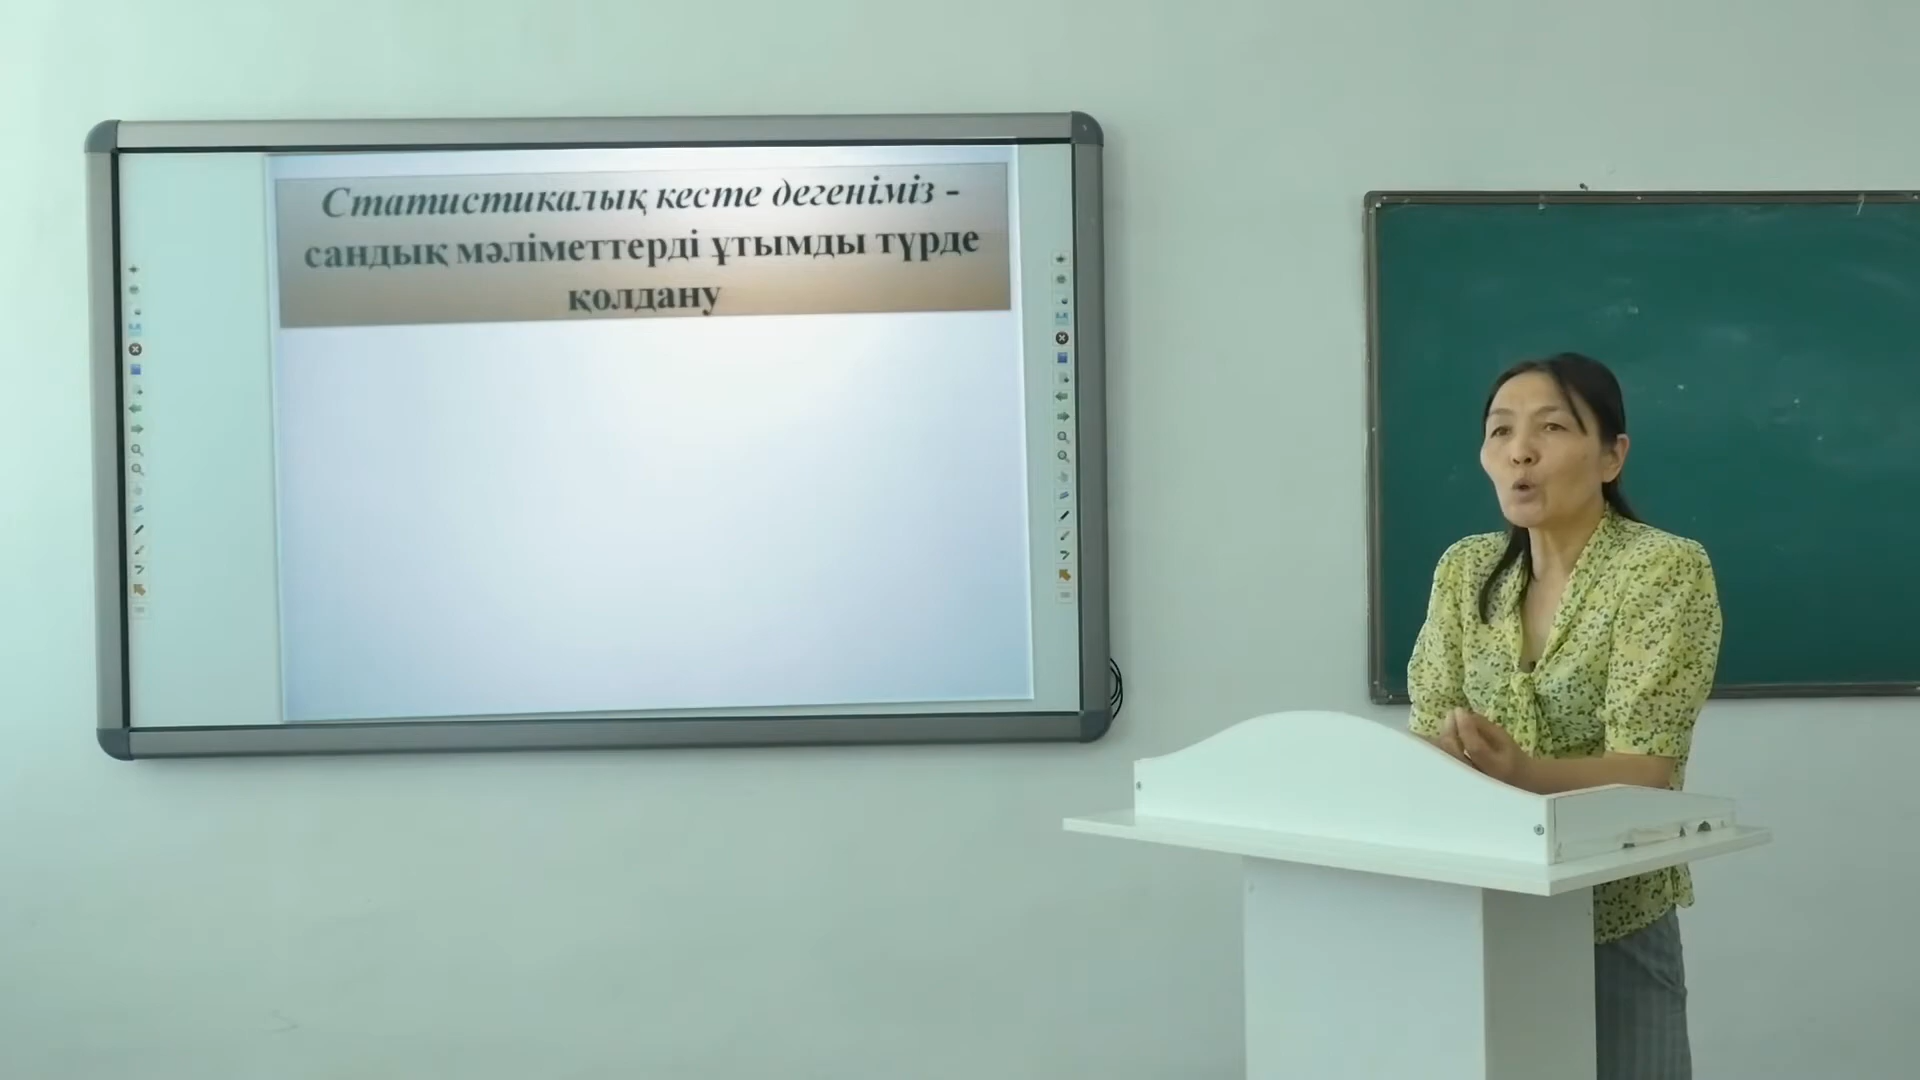 Статистикалық кесте дегеніміз -
сандық мәліметтерді ұтымды түрде
қолдану